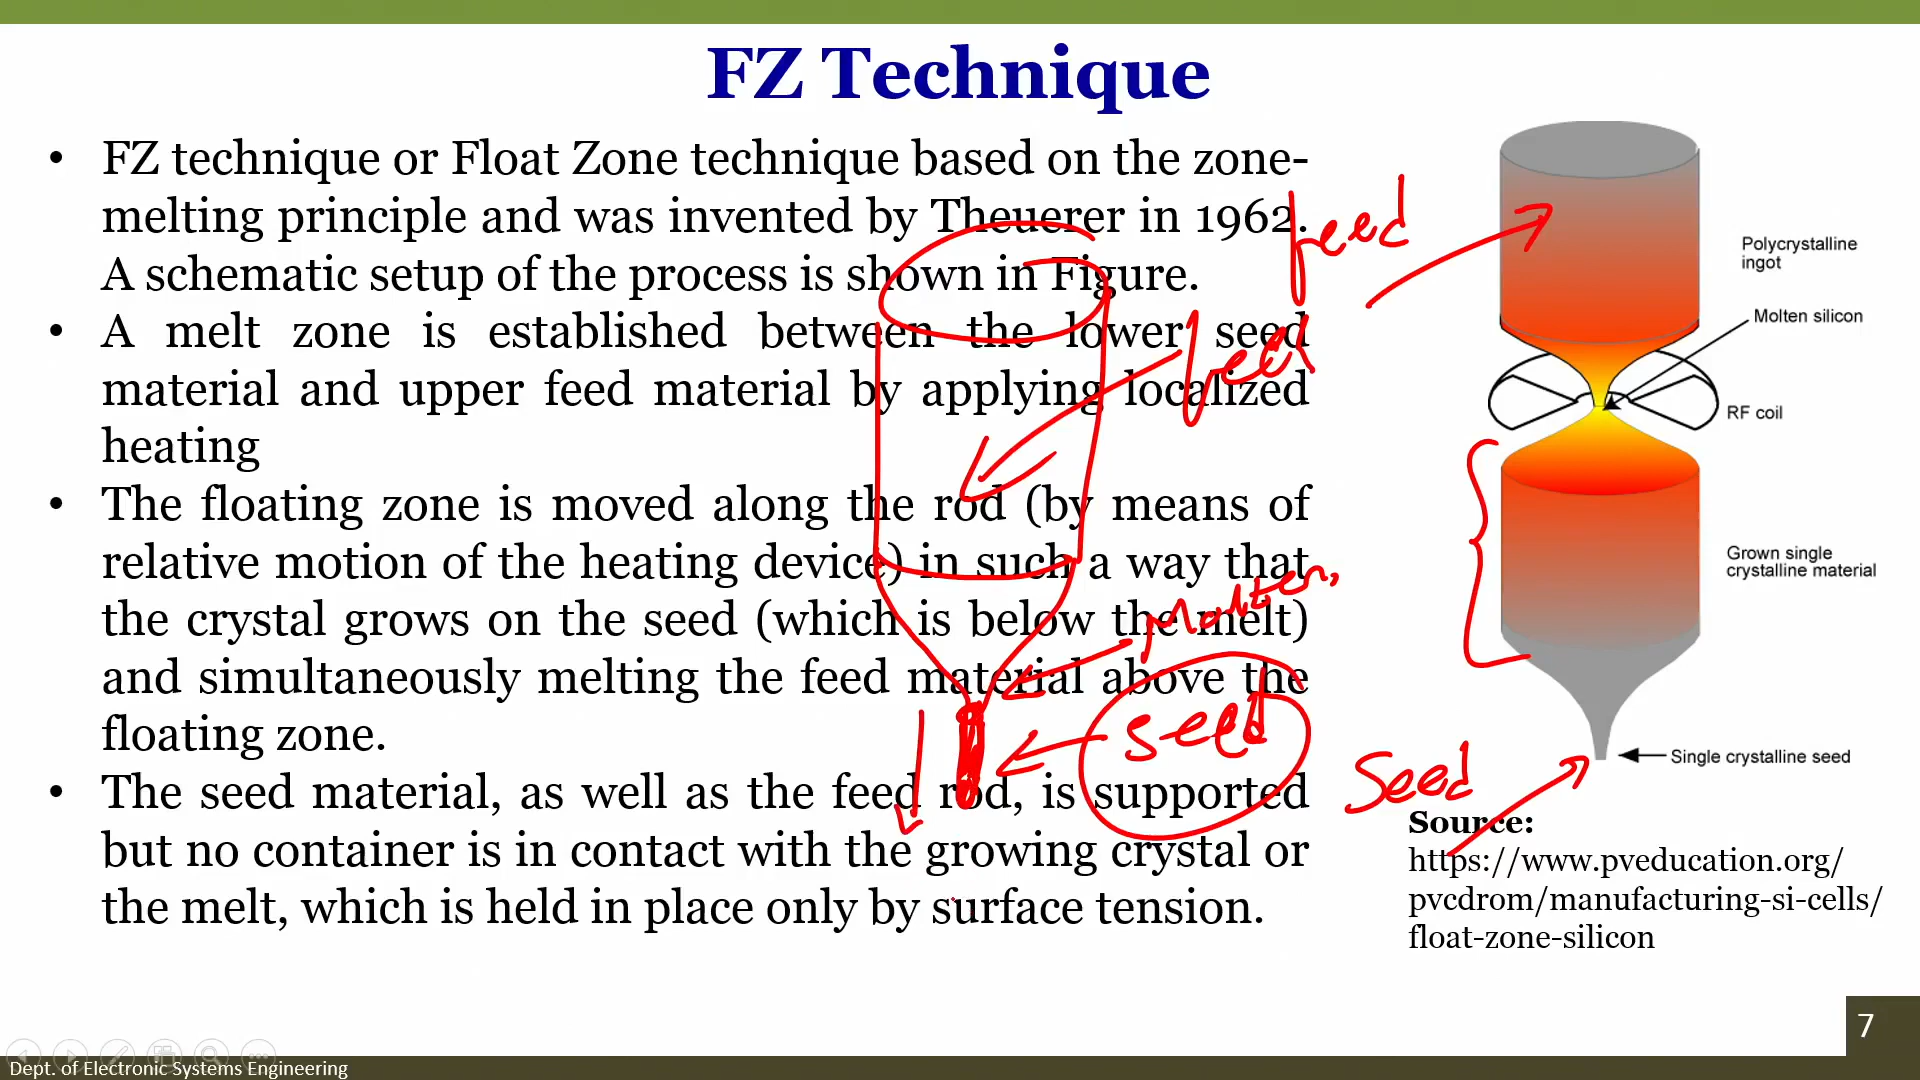 FZ Technique
• FZ technique or Float Zone technique based on the zone-
melting principle and was invented by Theuerer in 1962.
A schematic setup of the process is shown in Figure.
• A melt zone is established between the lower seed
material and upper feed material by applying localized
heating
• The floating zone is moved along the rod (by means of
relative motion of the heating device) in such a way that
the crystal grows on the seed (which is below the melt)
and simultaneously melting the feed material above the
floating zone.
• The seed material, as well as the feed rod, is supported
but no container is in contact with the growing crystal or
the melt, which is held in place only by surface tension.
feed
feed
Molten,
seed
Seed
Polycrystalline
ingot
Molten silicon
RF coil
Grown single
crystalline material
Single crystalline seed
Source:
https://www.pveducation.org/
pvcdrom/manufacturing-si-cells/
float-zone-silicon
7
Dept. of Electronic Systems Engineering